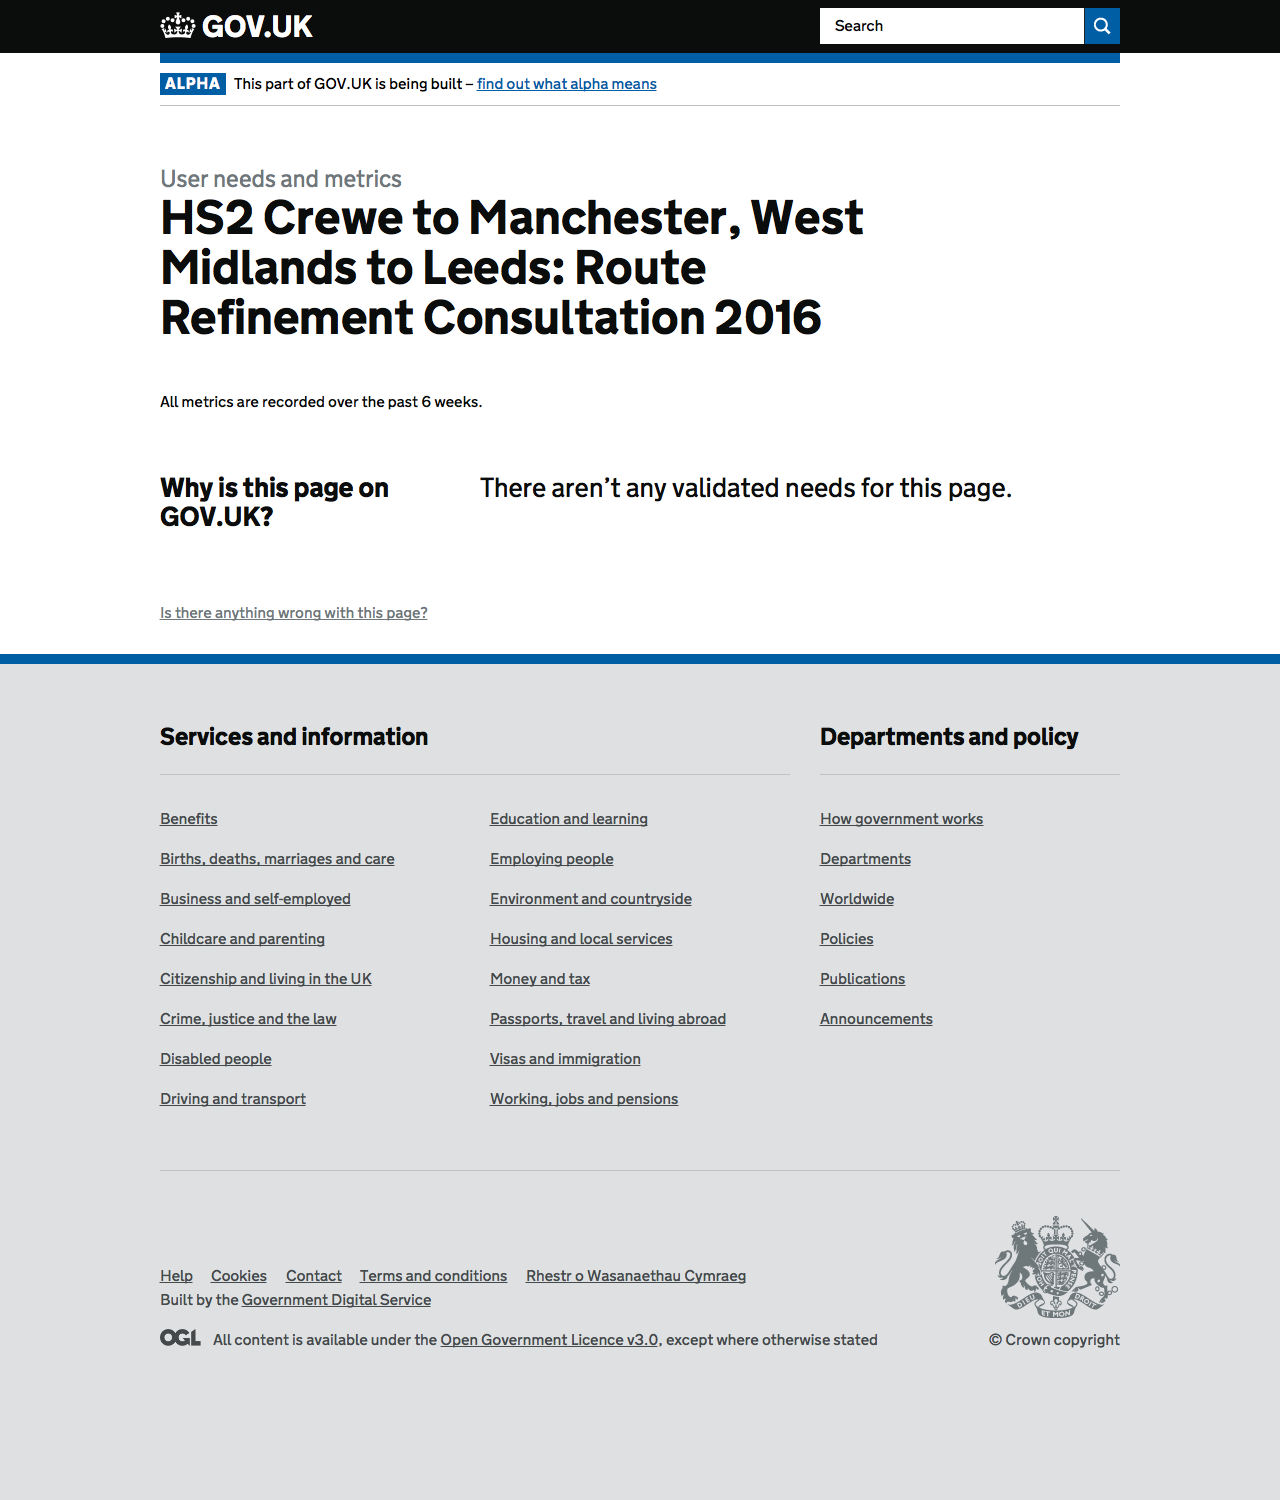 GOV.UK
Search
ALPHA This part of GOV.UK is being built – find out what alpha means
User needs and metrics
HS2 Crewe to Manchester, West
Midlands to Leeds: Route
Refinement Consultation 2016
All metrics are recorded over the past 6 weeks.
Why is this page on
GOV.UK?
There aren’t any validated needs for this page.
Is there anything wrong with this page?
Services and information
Benefits
Births, deaths, marriages and care
Business and self-employed
Childcare and parenting
Citizenship and living in the UK
Crime, justice and the law
Disabled people
Driving and transport
Education and learning
Employing people
Environment and countryside
Housing and local services
Money and tax
Passports, travel and living abroad
Visas and immigration
Working, jobs and pensions
Departments and policy
How government works
Departments
Worldwide
Policies
Publications
Announcements
Help Cookies Contact Terms and conditions Rhestr o Wasanaethau Cymraeg
Built by the Government Digital Service
OGL All content is available under the Open Government Licence v3.0, except where otherwise stated
DIEU ET MON DROIT
© Crown copyright